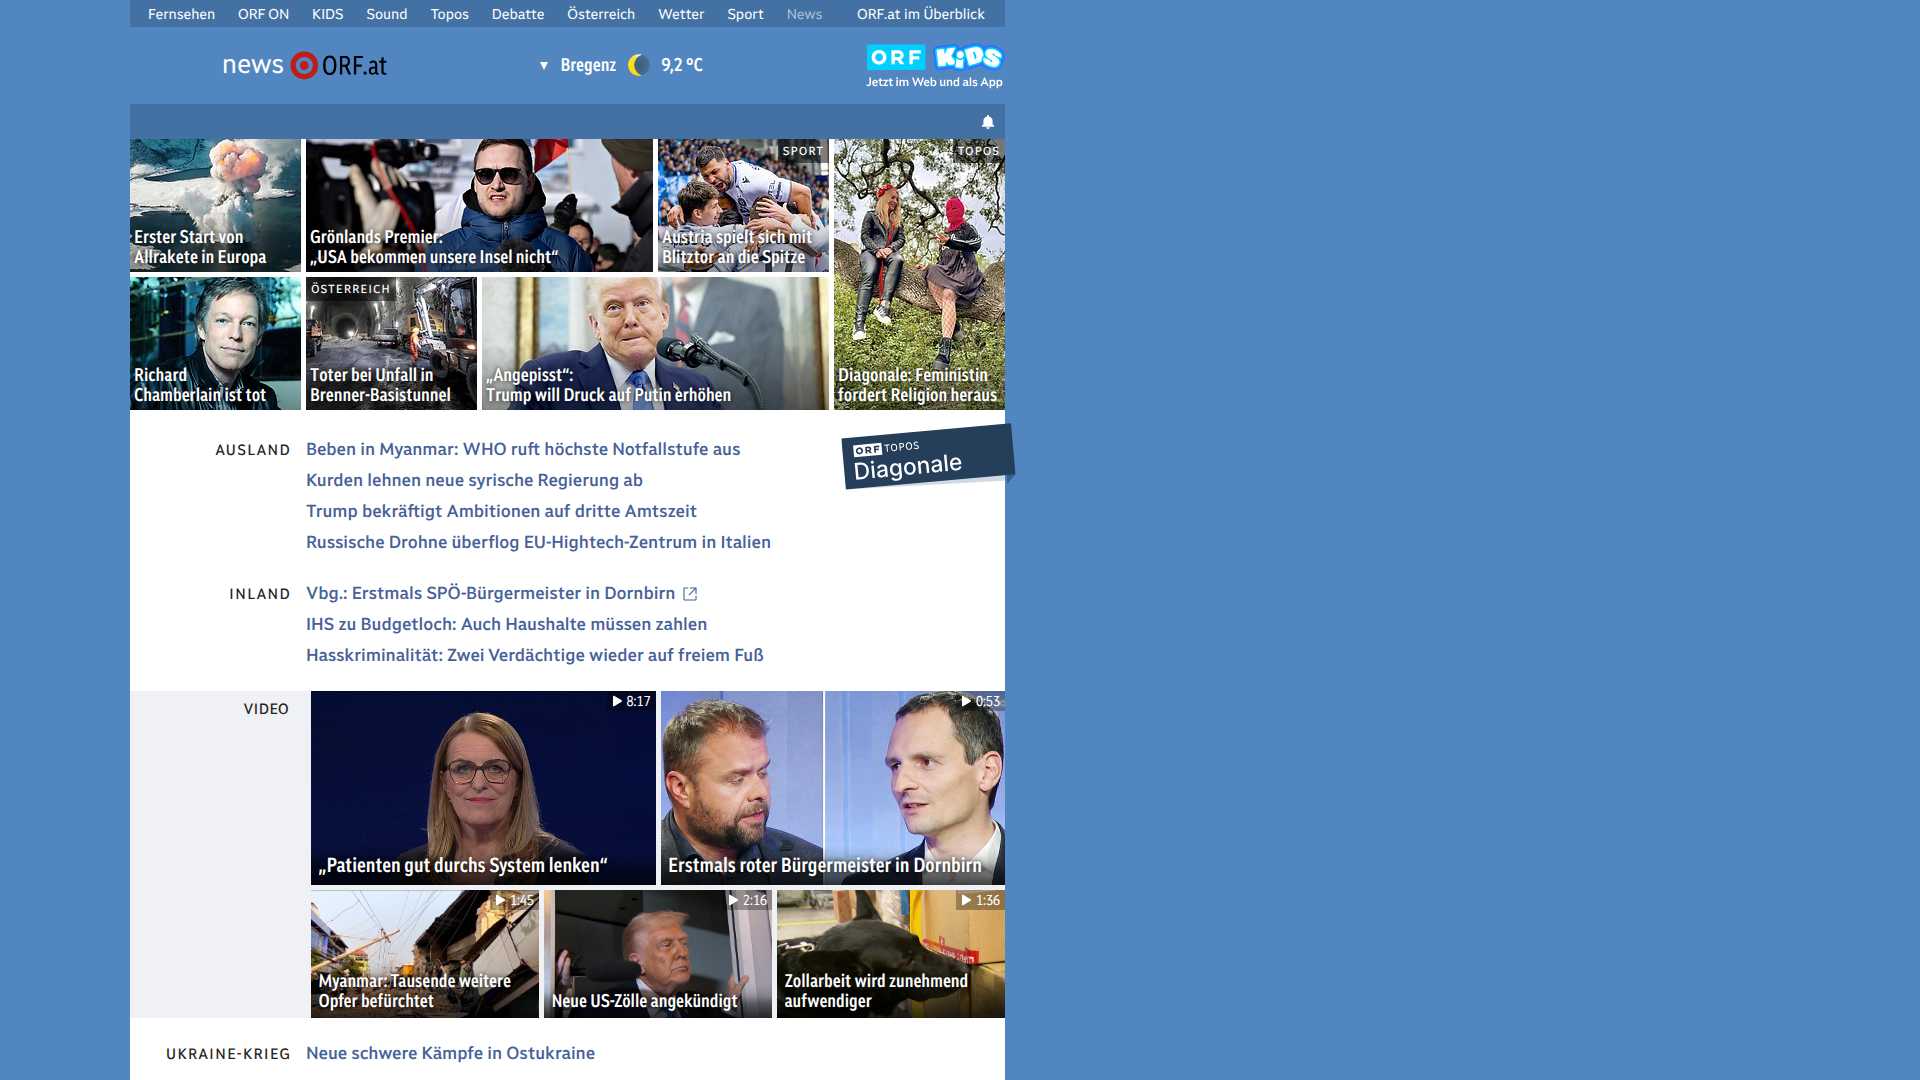 Fernsehen ORF ON KIDS Sound Topos Debatte Österreich Wetter Sport News ORF.at im Überblick
news ORF.at
Bregenz 9,2 °C
ORF KiDS
Jetzt im Web und als App
Erster Start von
Allrakete in Europa
Grönlands Premier:
„USA bekommen unsere Insel nicht“
SPORT
Austria spielt sich mit
Blitztor an die Spitze
TOPOS
Diagonale: Feministin
fordert Religion heraus
Richard
Chamberlain ist tot
ÖSTERREICH
Toter bei Unfall in
Brenner-Basistunnel
„Angepisst“:
Trump will Druck auf Putin erhöhen
AUSLAND
Beben in Myanmar: WHO ruft höchste Notfallstufe aus
Kurden lehnen neue syrische Regierung ab
Trump bekräftigt Ambitionen auf dritte Amtszeit
Russische Drohne überflog EU-Hightech-Zentrum in Italien
ORF TOPOS
Diagonale
INLAND
Vbg.: Erstmals SPÖ-Bürgermeister in Dornbirn
IHS zu Budgetloch: Auch Haushalte müssen zahlen
Hasskriminalität: Zwei Verdächtige wieder auf freiem Fuß
VIDEO
8:17
„Patienten gut durchs System lenken“
0:53
Erstmals roter Bürgermeister in Dornbirn
1:45
Myanmar: Tausende weitere
Opfer befürchtet
2:16
Neue US-Zölle angekündigt
1:36
Zollarbeit wird zunehmend
aufwendiger
UKRAINE-KRIEG
Neue schwere Kämpfe in Ostukraine